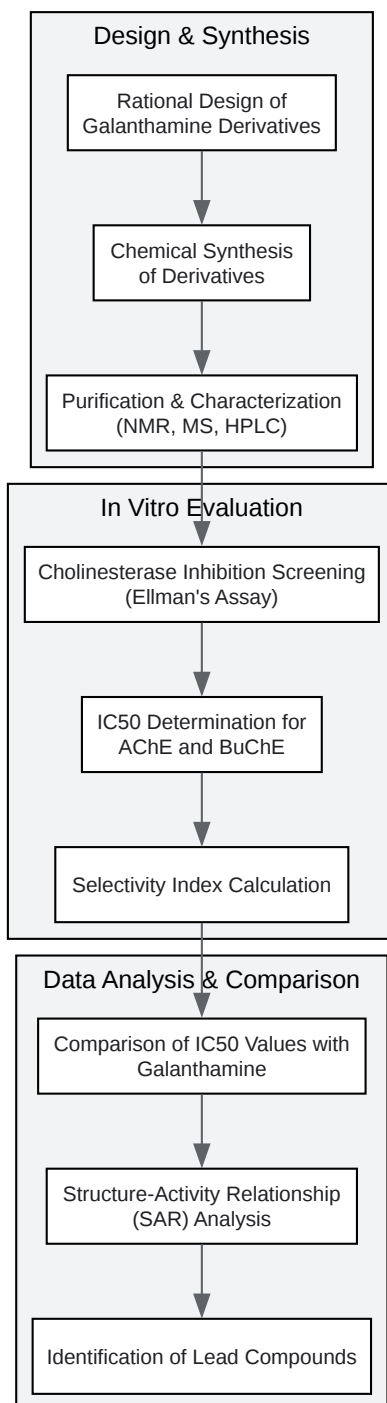 Design & Synthesis
Rational Design of
Galanthamine Derivatives
Chemical Synthesis
of Derivatives
Purification & Characterization
(NMR, MS, HPLC)
In Vitro Evaluation
Cholinesterase Inhibition Screening
(Ellman's Assay)
IC50 Determination for
AChE and BuChE
Selectivity Index Calculation
Data Analysis & Comparison
Comparison of IC50 Values with
Galanthamine
Structure-Activity Relationship
(SAR) Analysis
Identification of Lead Compounds